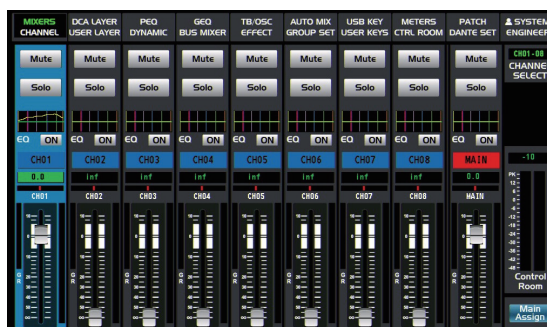 MIXERS DCA LAYER PEQ GEQ TB/OSC AUTO MIX USB KEY METERS PATCH SYSTEM
CHANNEL USER LAYER DYNAMIC BUS MIXER EFFECT GROUP SET USER KEYS CTRL ROOM DANTE SET ENGINEER
CH01-08
Mute Mute Mute Mute Mute Mute Mute Mute Mute CHANNE
SELECT
Solo Solo Solo Solo Solo Solo Solo Solo Solo
EQ ON EQ ON EQ ON EQ ON EQ ON EQ ON EQ ON EQ ON EQ ON
CH01 CH02 CH03 CH04 CH05 CH06 CH07 CH08 MAIN -10
0.0 inf inf inf inf inf inf inf 0.0
CH01 CH02 CH03 CH04 CH05 CH06 CH07 CH08 MAIN
Control
Room
Main
Assign